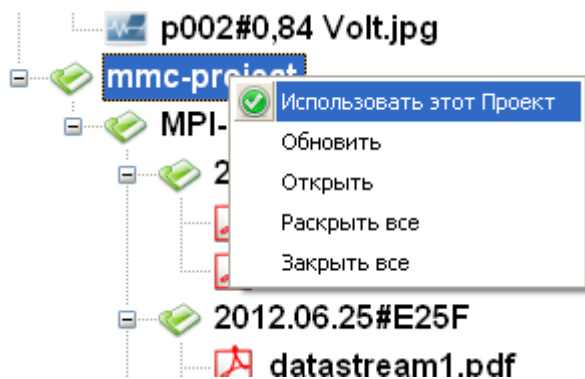 p002#0,84 Volt.jpg
mmc-project
Использовать этот Проект
MPI-
Обновить
2
Открыть
Раскрыть все
Закрыть все
2012.06.25#E25F
datastream1.pdf